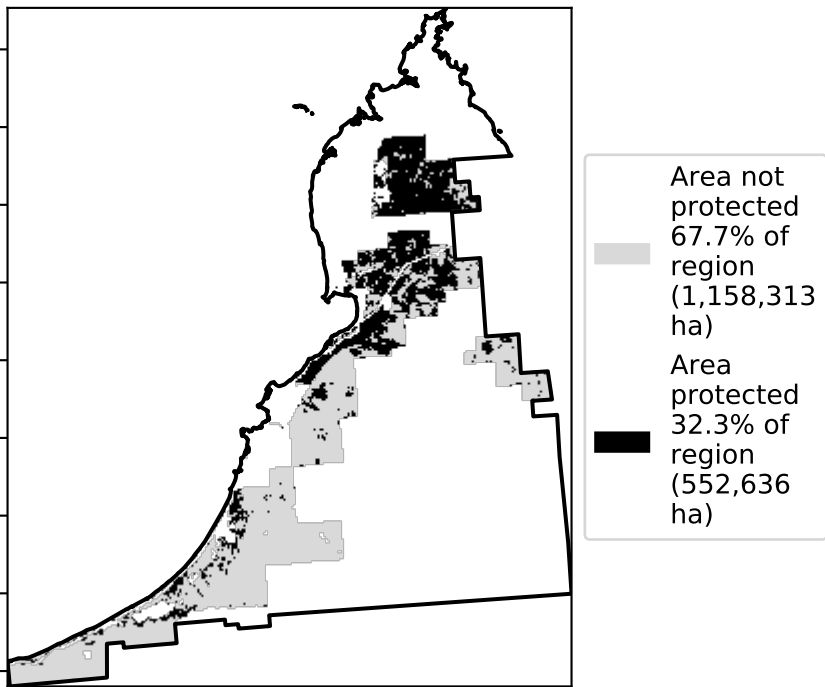 Area not
protected
67.7% of
region
(1,158,313
ha)
Area
protected
32.3% of
region
(552,636
ha)